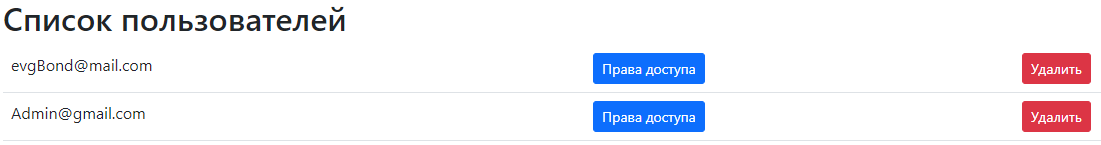 Список пользователей
evgBond@mail.com Права доступа Удалить
Admin@gmail.com Права доступа Удалить